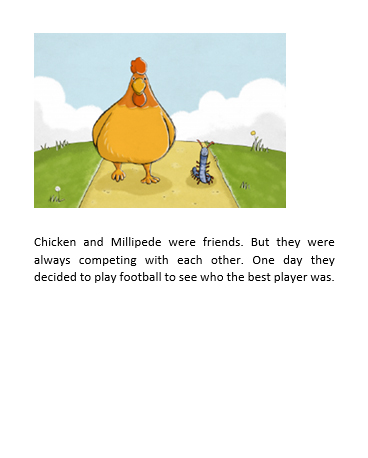 Chicken and Millipede were friends. But they were
always competing with each other. One day they
decided to play football to see who the best player was.